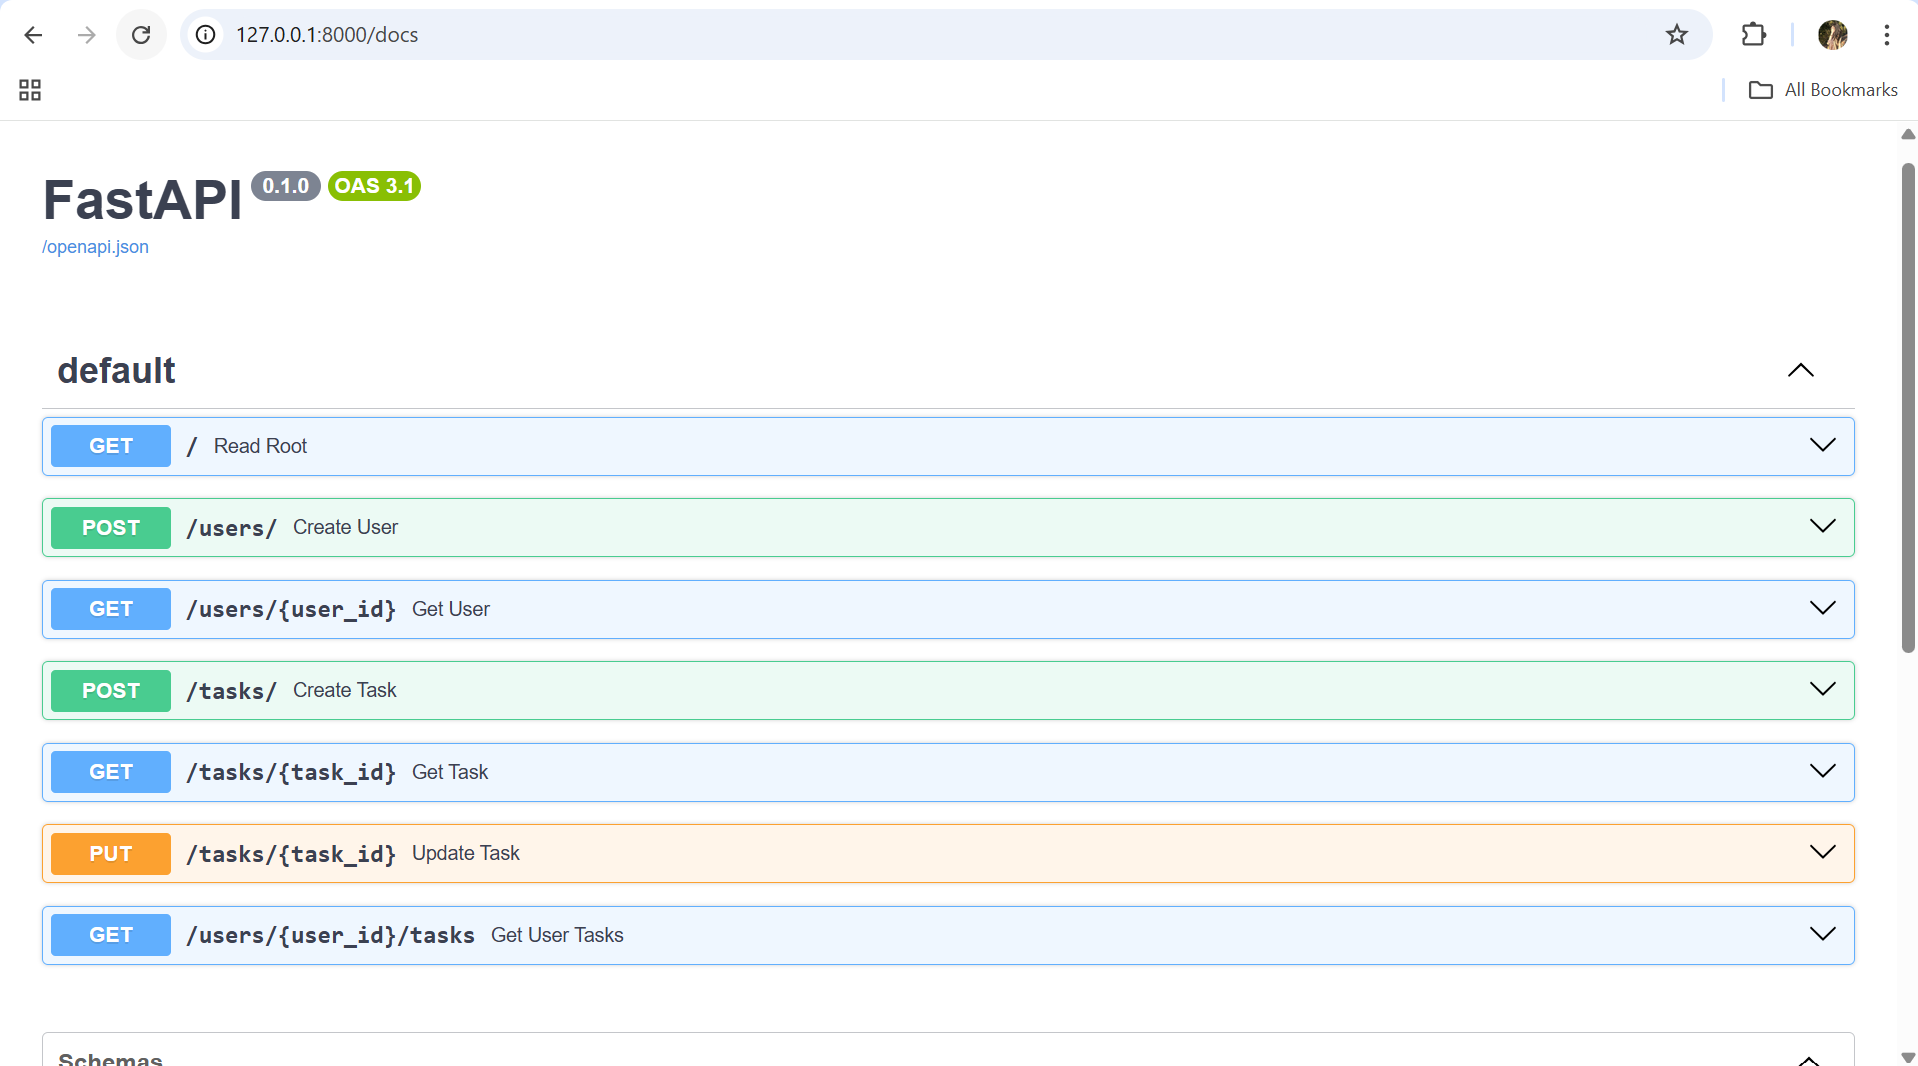 127.0.0.1:8000/docs
All Bookmarks
FastAPI 0.1.0 OAS 3.1
/openapi.json
default
GET / Read Root
POST /users/ Create User
GET /users/{user_id} Get User
POST /tasks/ Create Task
GET /tasks/{task_id} Get Task
PUT /tasks/{task_id} Update Task
GET /users/{user_id}/tasks Get User Tasks
Schemas